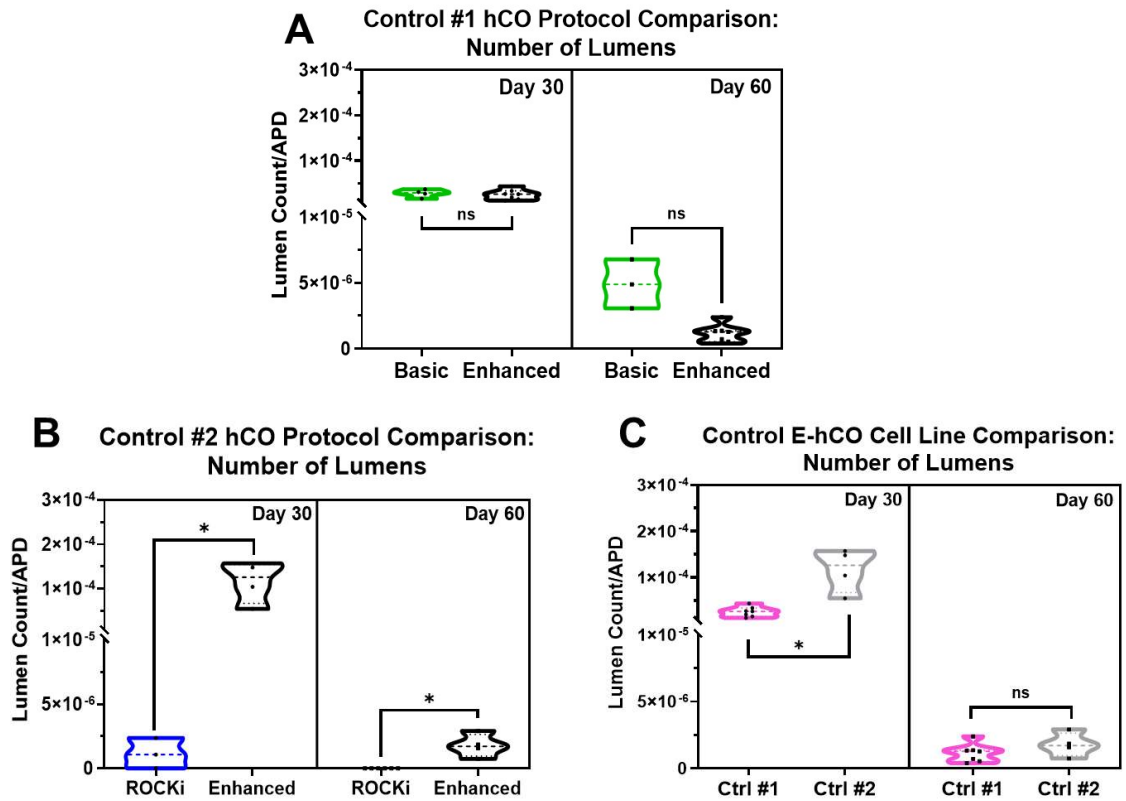 A
Control #1 hCO Protocol Comparison:
Number of Lumens
Lumen Count/APD
3×10⁻⁴
2×10⁻⁴
1×10⁻⁴
1×10⁻⁵
5×10⁻⁶
0
Day 30
Day 60
ns
ns
Basic Enhanced Basic Enhanced
B
Control #2 hCO Protocol Comparison:
Number of Lumens
Lumen Count/APD
3×10⁻⁴
2×10⁻⁴
1×10⁻⁴
1×10⁻⁵
5×10⁻⁶
0
Day 30
Day 60
*
*
ROCKi Enhanced ROCKi Enhanced
C
Control E-hCO Cell Line Comparison:
Number of Lumens
Lumen Count/APD
3×10⁻⁴
2×10⁻⁴
1×10⁻⁴
1×10⁻⁵
5×10⁻⁶
0
Day 30
Day 60
*
ns
Ctrl #1 Ctrl #2 Ctrl #1 Ctrl #2